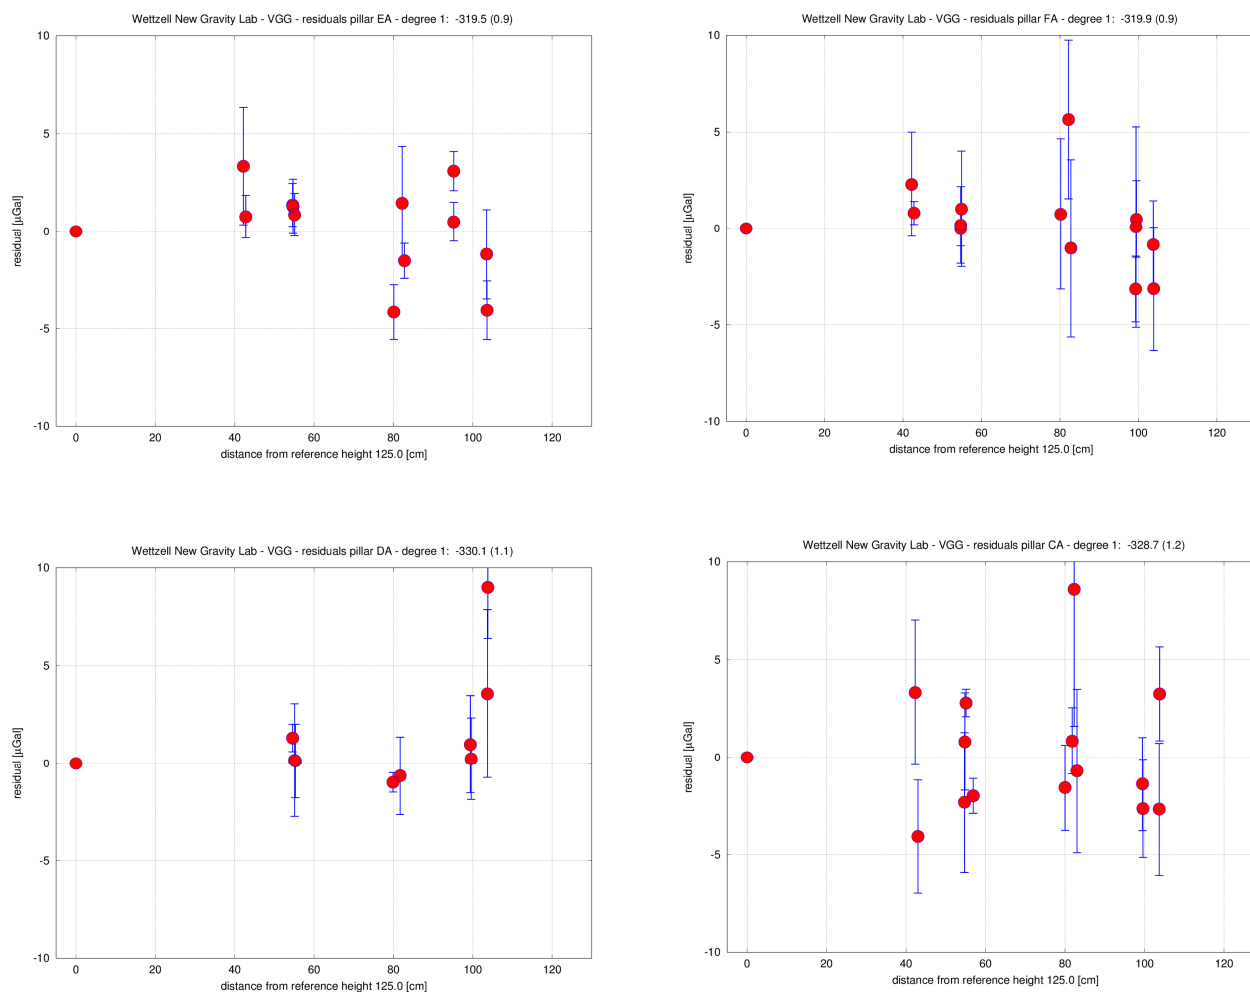 Wettzell New Gravity Lab - VGG - residuals pillar EA - degree 1:  -319.5 (0.9)
10
5
0
-5
-10
residual [μGal]
0 20 40 60 80 100 120
distance from reference height 125.0 [cm]
Wettzell New Gravity Lab - VGG - residuals pillar FA - degree 1:  -319.9 (0.9)
10
5
0
-5
-10
residual [μGal]
0 20 40 60 80 100 120
distance from reference height 125.0 [cm]
Wettzell New Gravity Lab - VGG - residuals pillar DA - degree 1:  -330.1 (1.1)
10
5
0
-5
-10
residual [μGal]
0 20 40 60 80 100 120
distance from reference height 125.0 [cm]
Wettzell New Gravity Lab - VGG - residuals pillar CA - degree 1:  -328.7 (1.2)
10
5
0
-5
-10
residual [μGal]
0 20 40 60 80 100 120
distance from reference height 125.0 [cm]